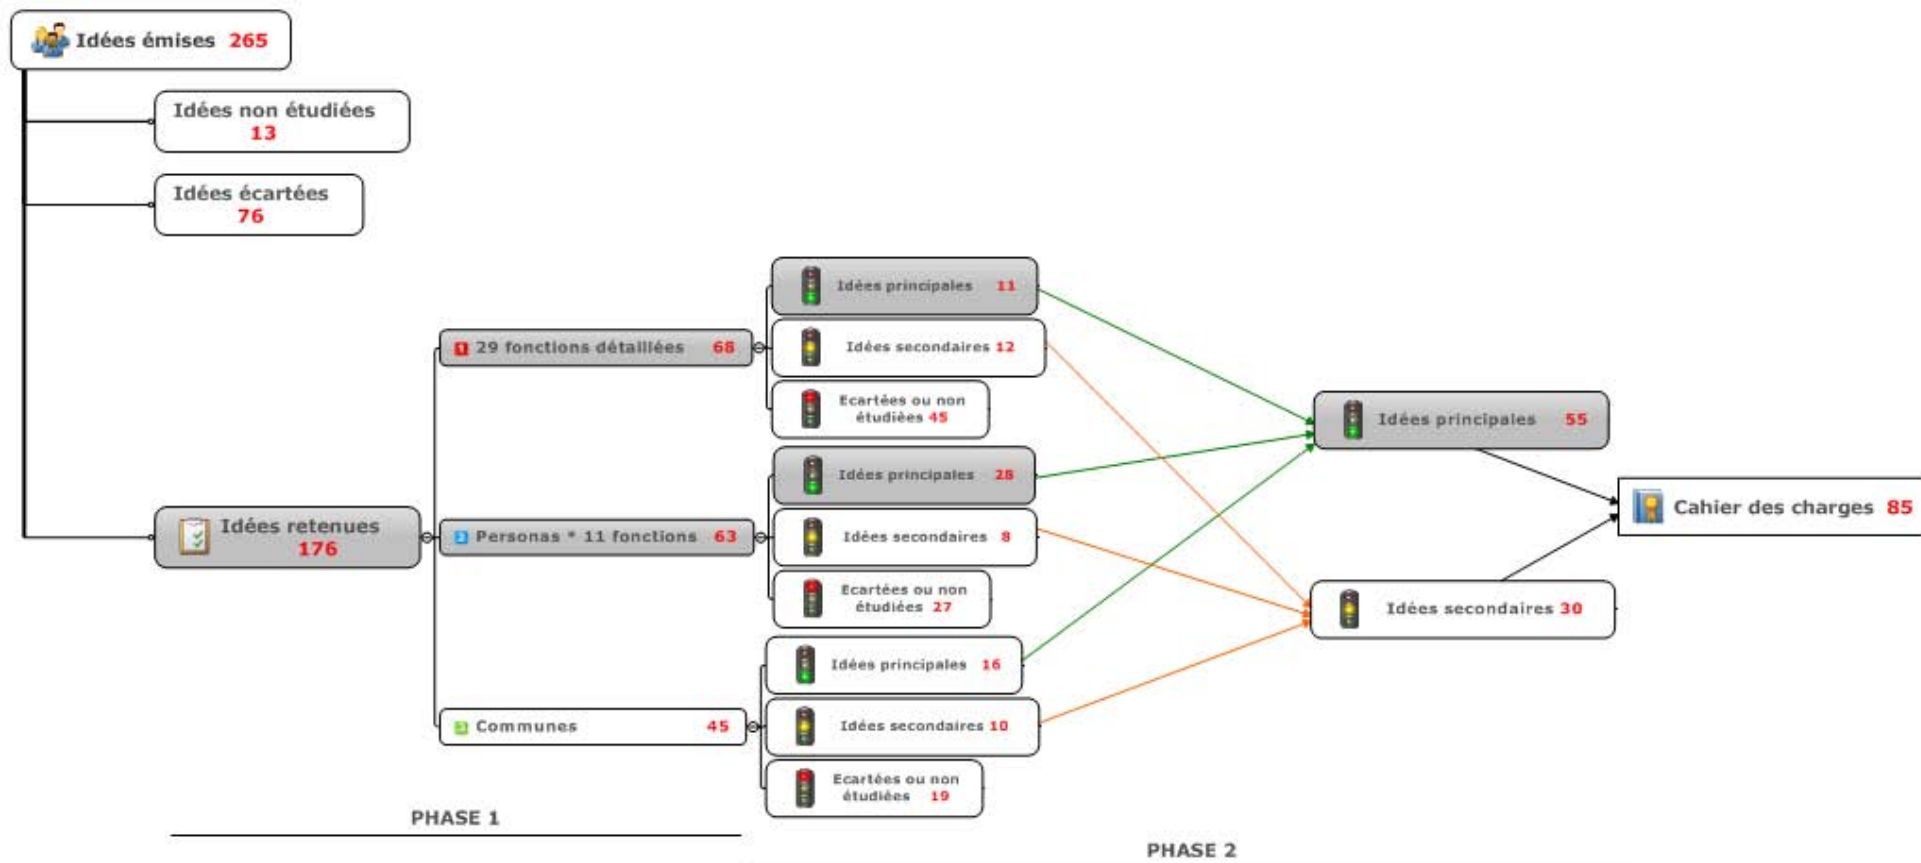 Idées émises 265
Idées non étudiées
13
Idées écartées
76
Idées retenues
176
1 29 fonctions détaillées 68
2 Personas * 11 fonctions 63
3 Communes 45
Idées principales 11
Idées secondaires 12
Ecartées ou non
étudiées 45
Idées principales 28
Idées secondaires 8
Ecartées ou non
étudiées 27
Idées principales 16
Idées secondaires 10
Ecartées ou non
étudiées 19
Idées principales 55
Idées secondaires 30
Cahier des charges 85
PHASE 1
PHASE 2